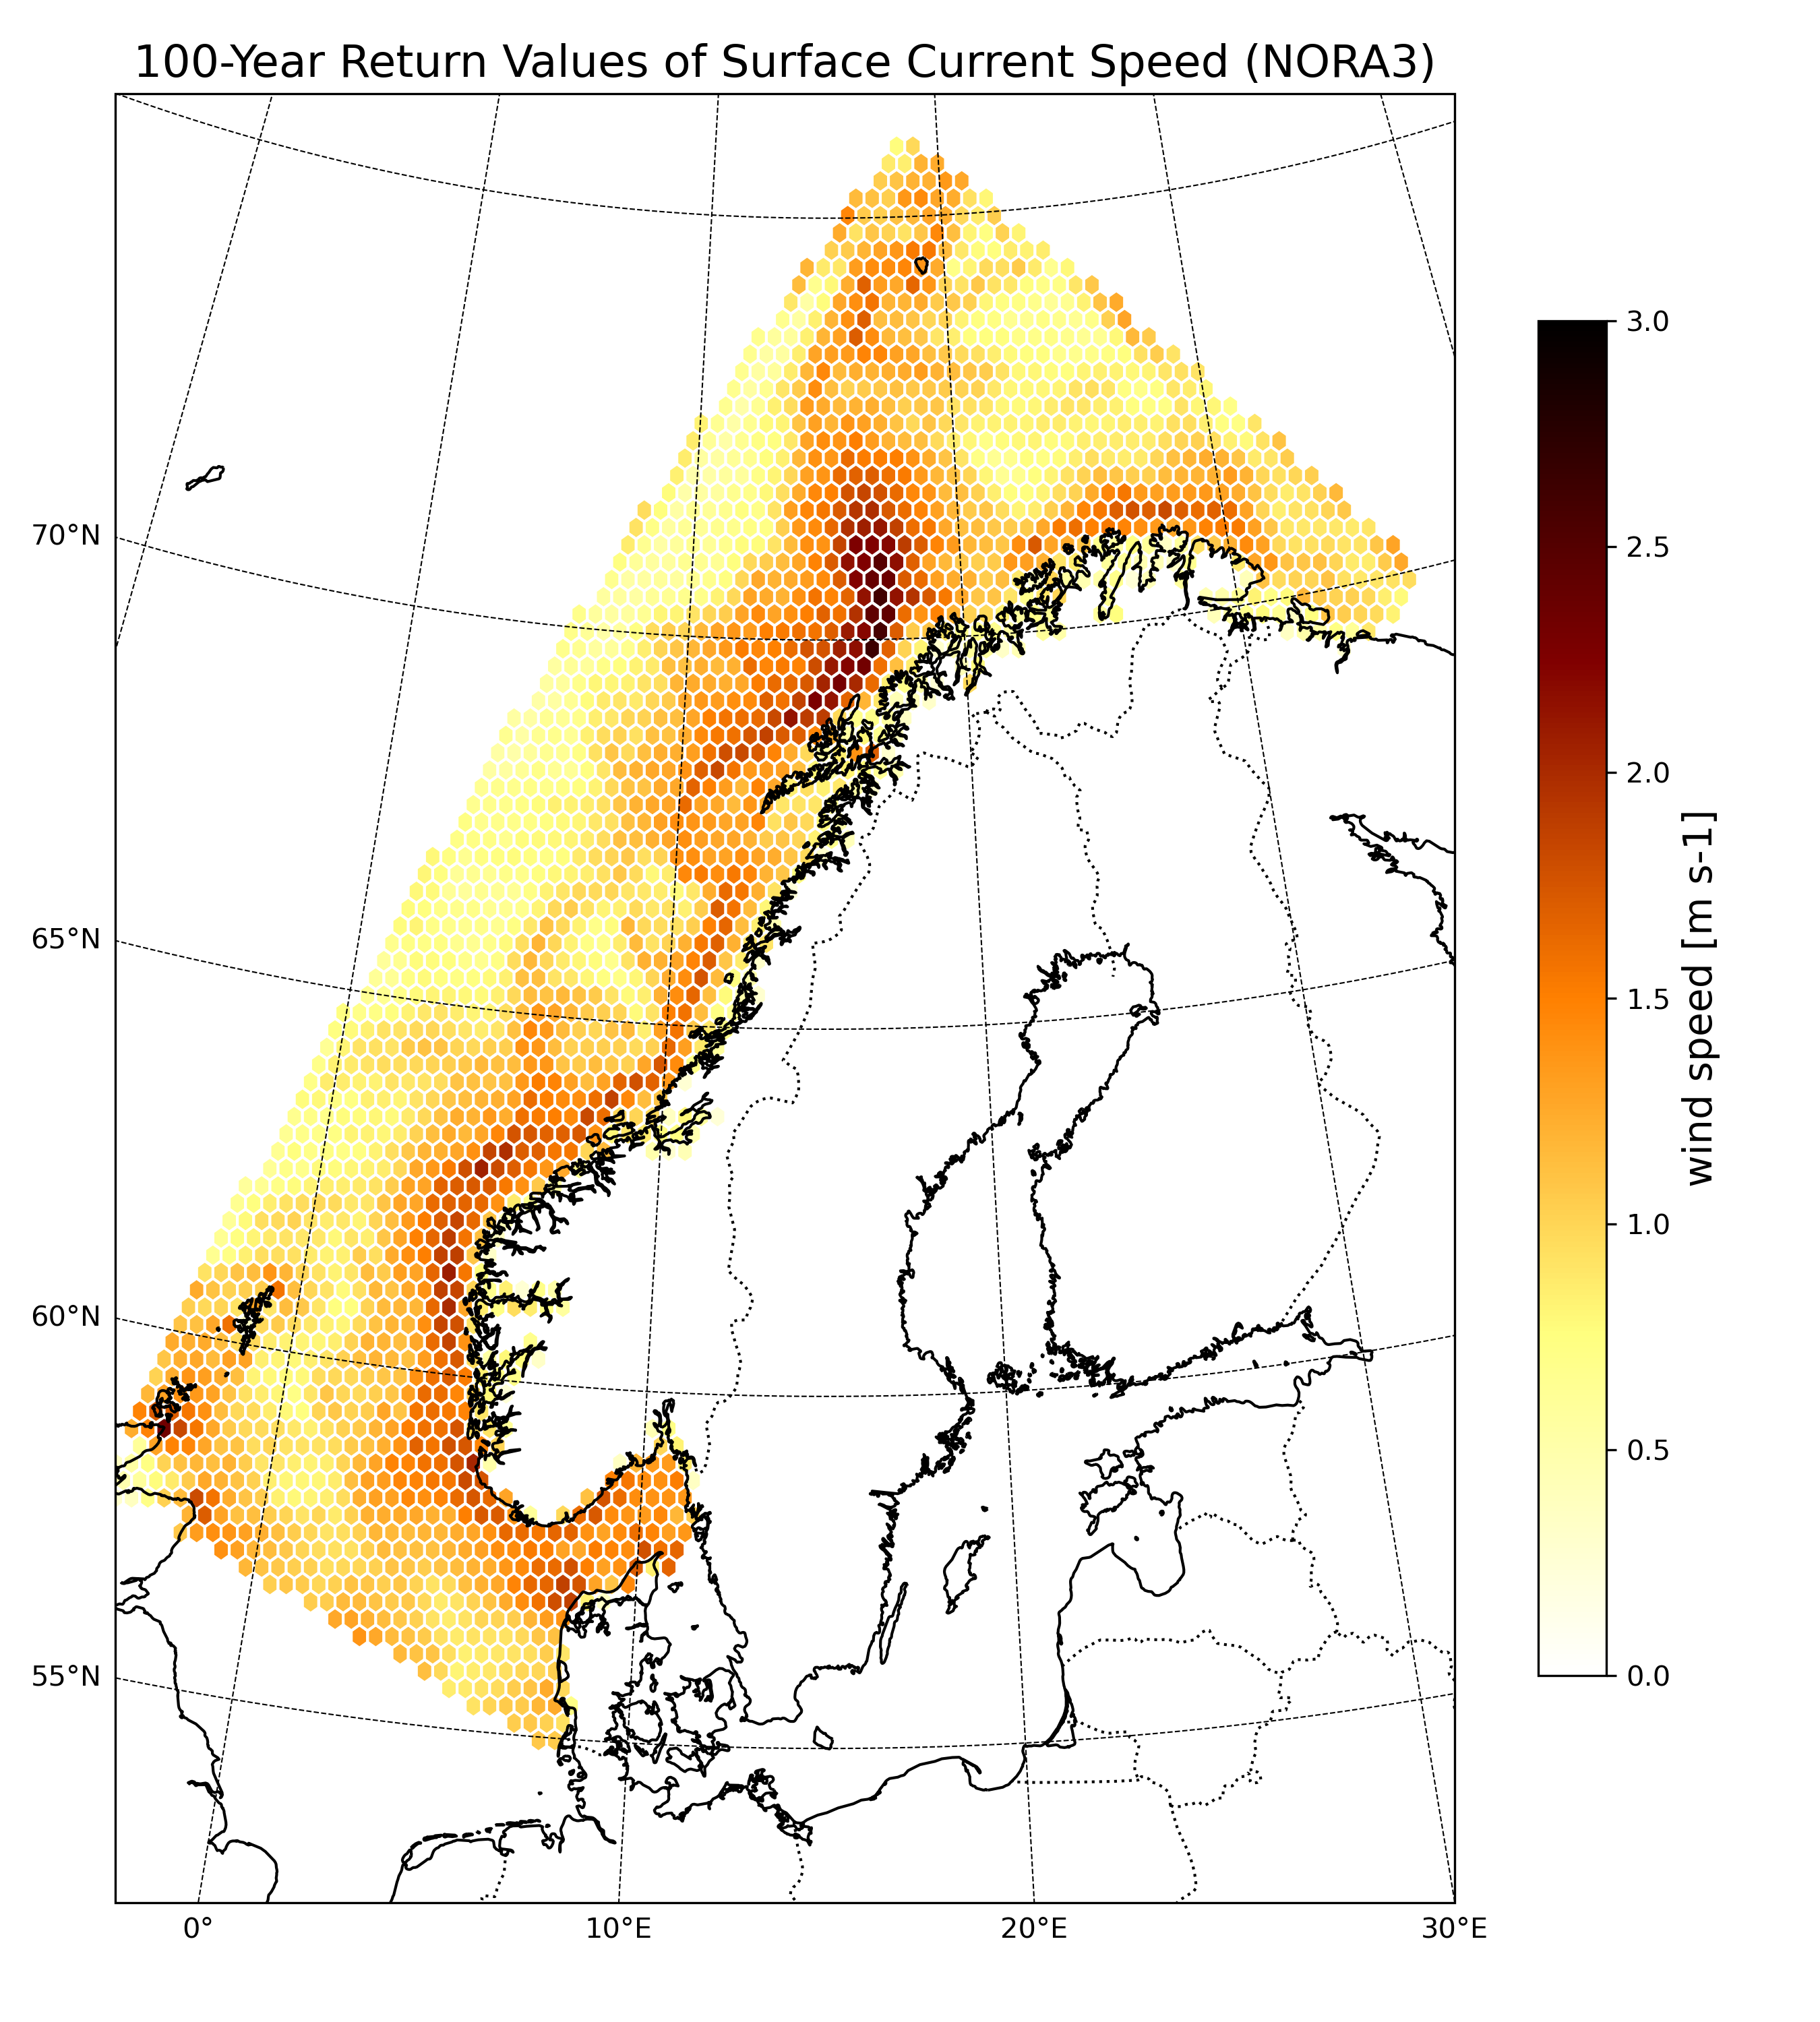 100-Year Return Values of Surface Current Speed (NORA3)
70°N
65°N
60°N
55°N
0°
10°E
20°E
30°E
3.0
2.5
2.0
1.5
1.0
0.5
0.0
wind speed [m s-1]